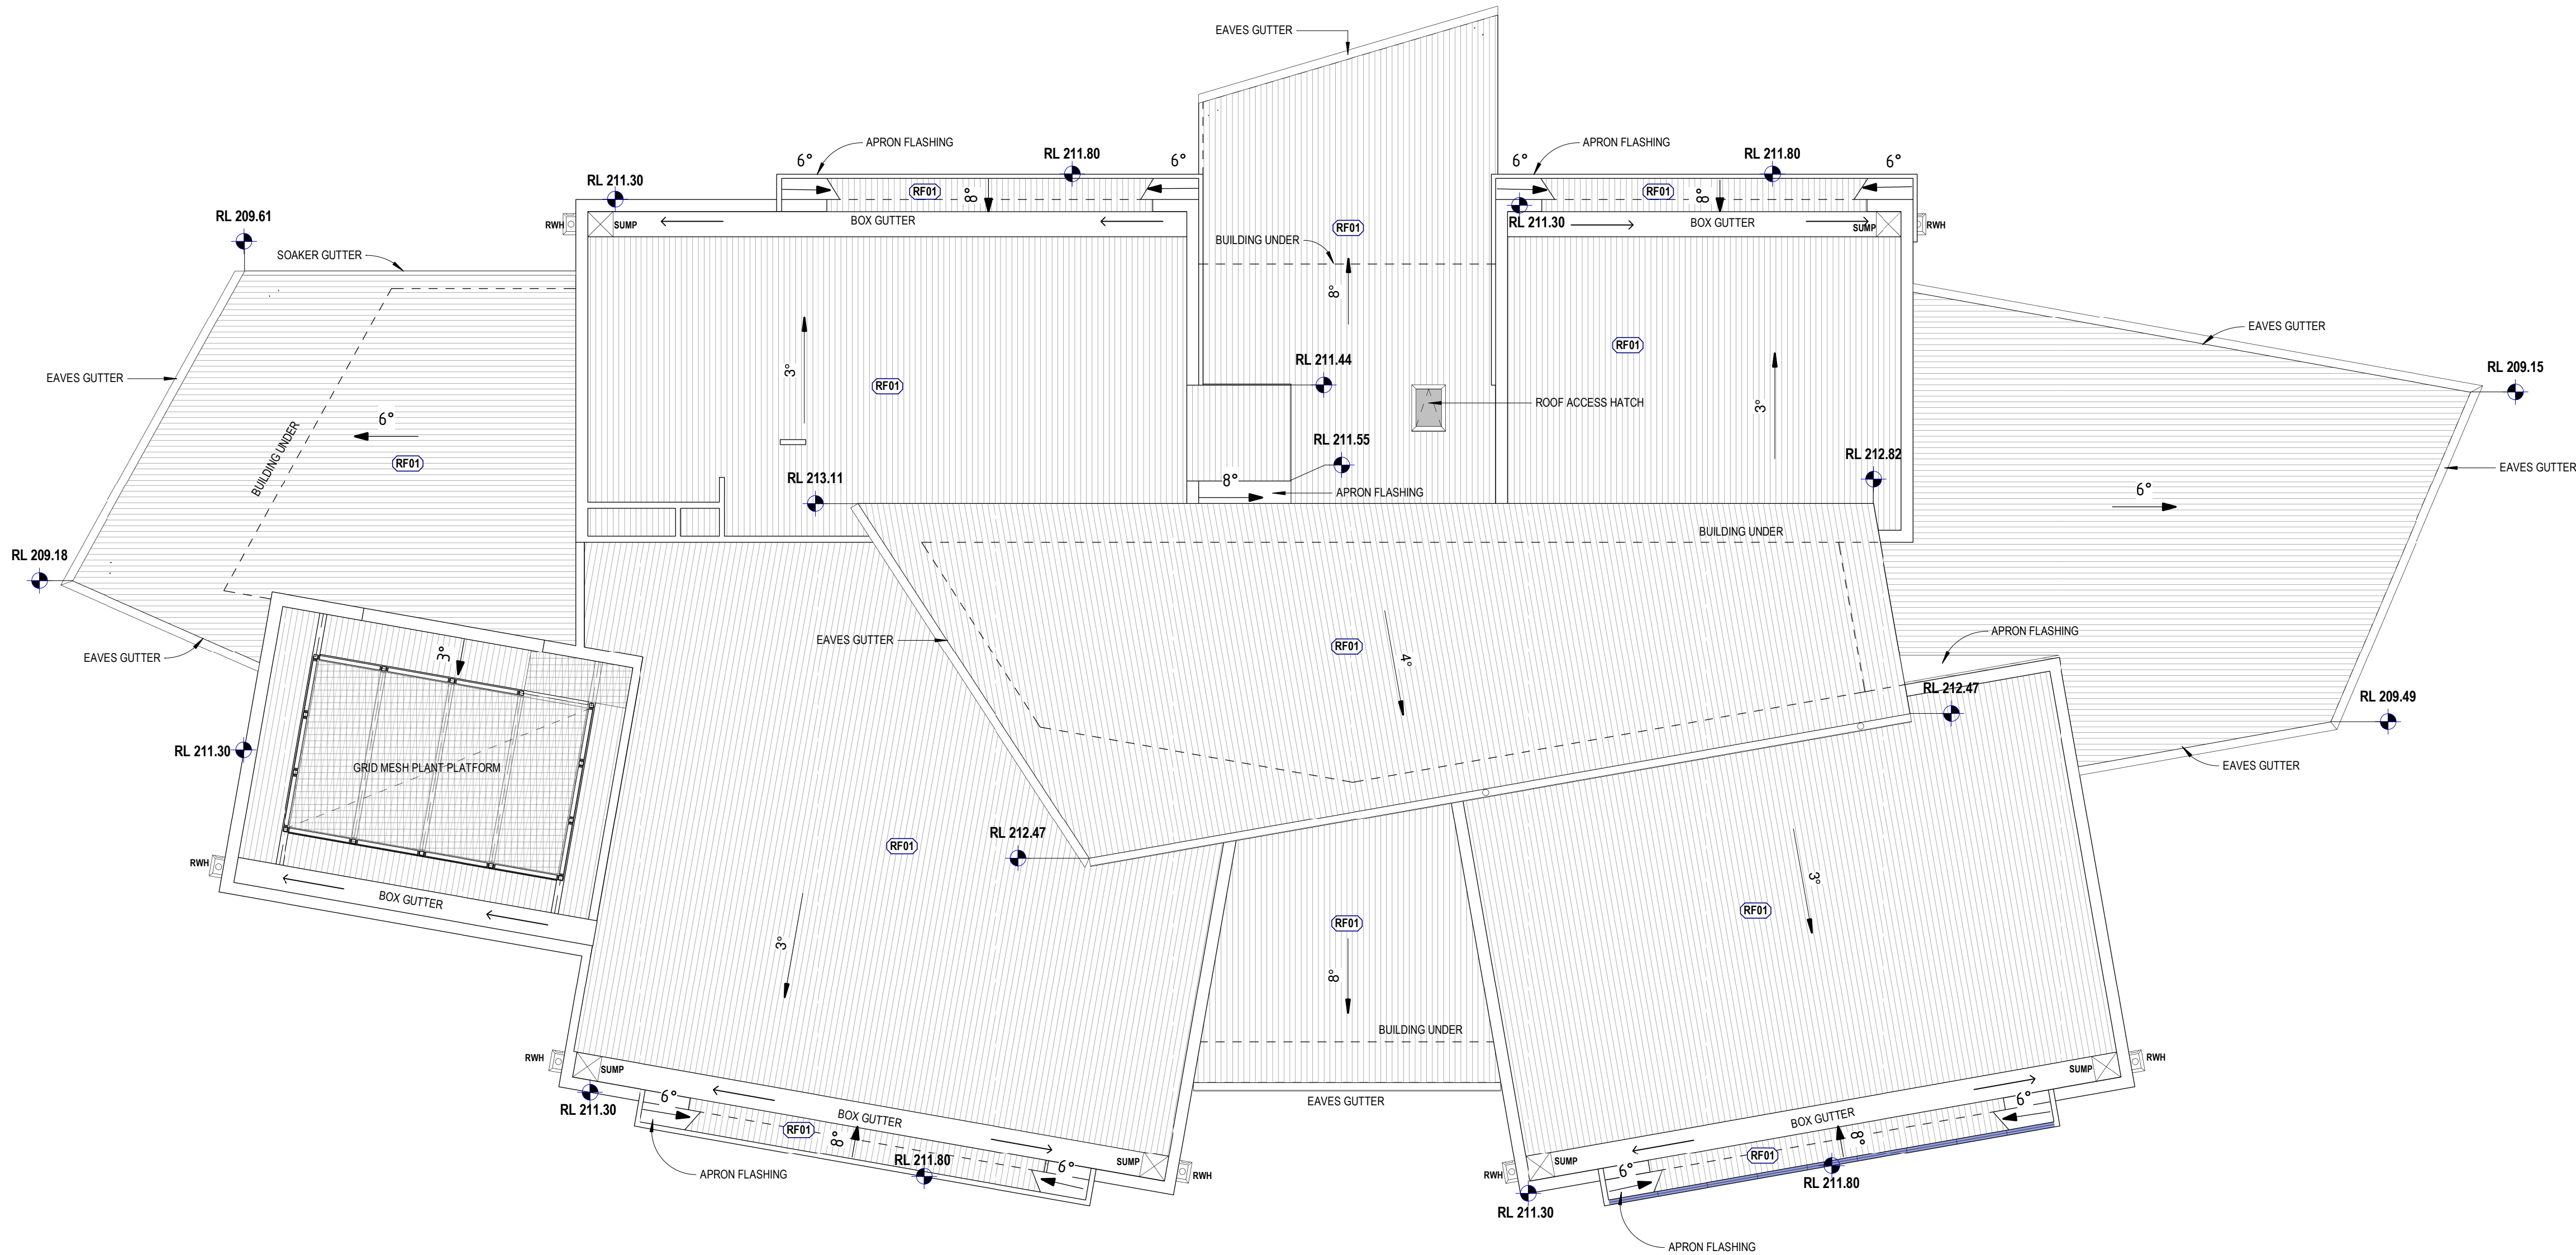 EAVES GUTTER
APRON FLASHING
APRON FLASHING
6°
RL 211.80
6°
6°
RL 211.80
6°
RL 211.30
RF01
8°
RF01
8°
RL 209.61
RWH
SUMP
BOX GUTTER
RL 211.30
BOX GUTTER
SUMP
RWH
RF01
BUILDING UNDER
SOAKER GUTTER
8°
EAVES GUTTER
RF01
RL 211.44
RL 209.15
EAVES GUTTER
3°
RF01
ROOF ACCESS HATCH
3°
6°
BUILDING UNDER
RF01
RL 211.55
RL 212.82
EAVES GUTTER
RL 213.11
8°
APRON FLASHING
6°
BUILDING UNDER
RL 209.18
EAVES GUTTER
RF01
4°
APRON FLASHING
EAVES GUTTER
3°
RL 212.47
RL 209.49
RL 211.30
GRID MESH PLANT PLATFORM
EAVES GUTTER
RL 212.47
RF01
RWH
3°
BOX GUTTER
RF01
RF01
3°
8°
BUILDING UNDER
RWH
SUMP
SUMP
RWH
EAVES GUTTER
RL 211.30
6°
BOX GUTTER
RF01
8°
BOX GUTTER
6°
8°
RF01
RL 211.80
SUMP
6°
RWH
APRON FLASHING
RWH
SUMP
6°
RL 211.80
RL 211.30
APRON FLASHING